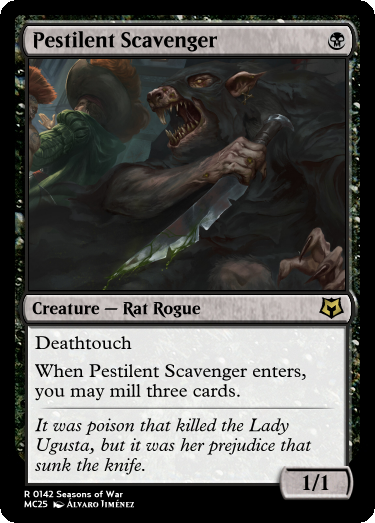 Pestilent Scavenger
Creature — Rat Rogue
Deathtouch
When Pestilent Scavenger enters,
you may mill three cards.
It was poison that killed the Lady
Ugusta, but it was her prejudice that
sunk the knife.
1/1
R 0142 Seasons of War
MC25 Álvaro Jiménez